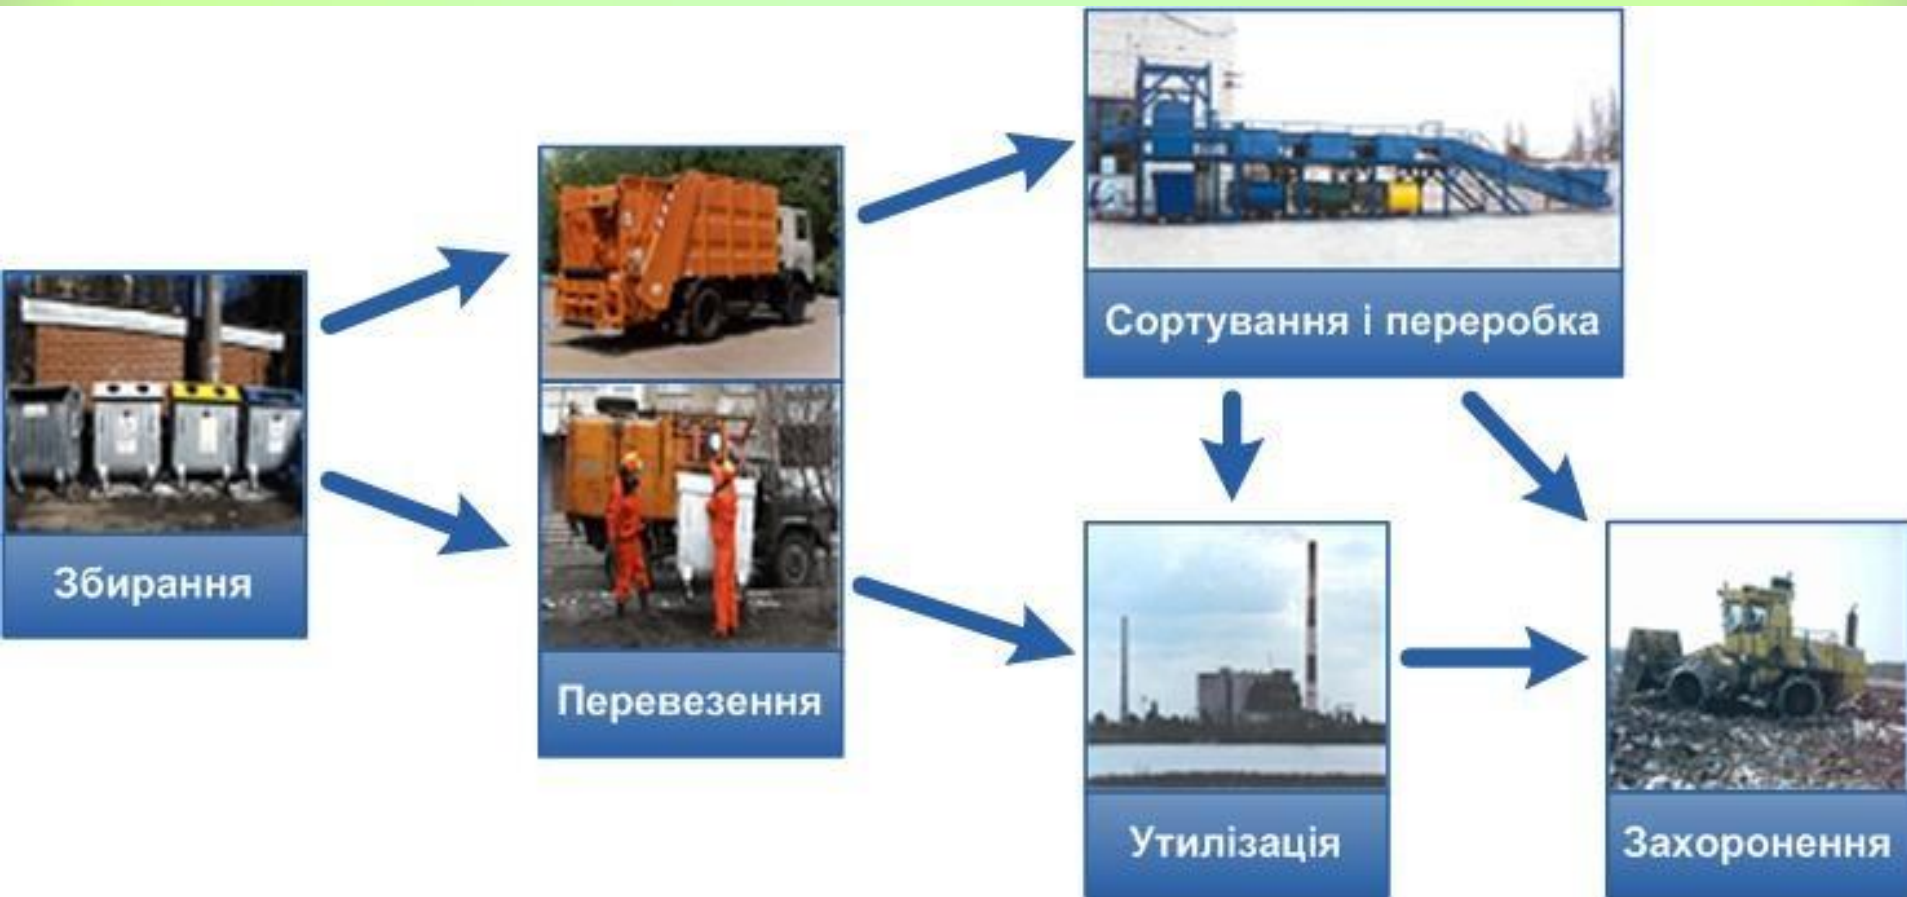 Збирання
Перевезення
Сортування і переробка
Утилізація
Захоронення